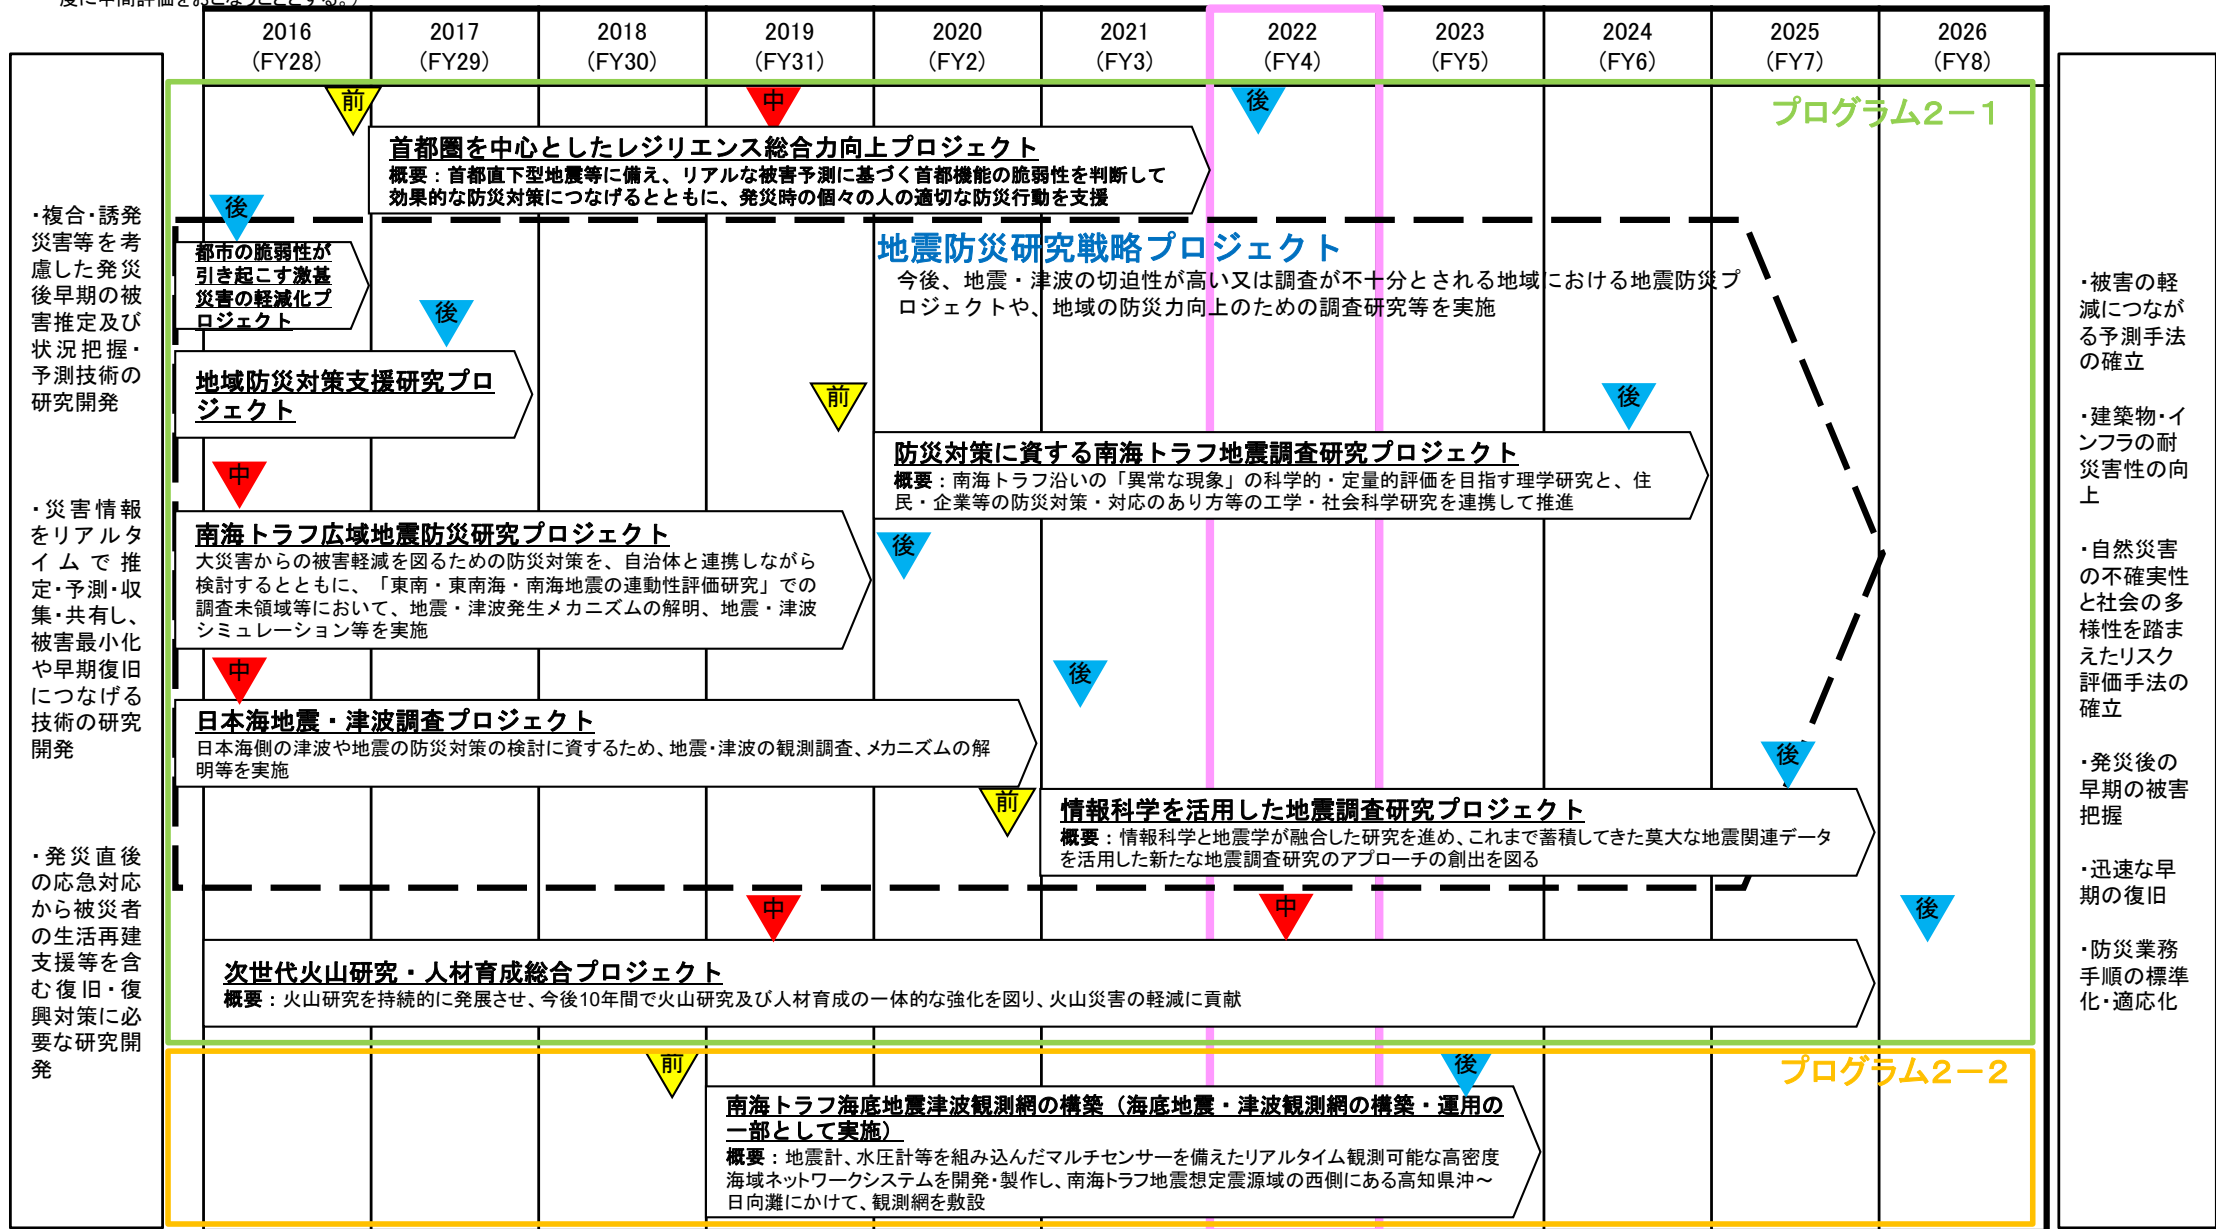 度に中間評価をおこなうこととする。）
2016
（FY28）
2017
（FY29）
2018
（FY30）
2019
（FY31）
2020
（FY2）
2021
（FY3）
2022
（FY4）
2023
（FY5）
2024
（FY6）
2025
（FY7）
2026
（FY8）
・複合・誘発
災害等を考
慮した発災
後早期の被
害推定及び
状況把握・
予測技術の
研究開発
・災害情報
をリアルタ
イムで推
定・予測・収
集・共有し、
被害最小化
や早期復旧
につなげる
技術の研究
開発
・発災直後
の応急対応
から被災者
の生活再建
支援等を含
む復旧・復
興対策に必
要な研究開
発
プログラム２－１
前
中
後
首都圏を中心としたレジリエンス総合力向上プロジェクト
概要：首都直下型地震等に備え、リアルな被害予測に基づく首都機能の脆弱性を判断して
効果的な防災対策につなげるとともに、発災時の個々の人の適切な防災行動を支援
後
都市の脆弱性が
引き起こす激甚
災害の軽減化プ
ロジェクト
地震防災研究戦略プロジェクト
今後、地震・津波の切迫性が高い又は調査が不十分とされる地域における地震防災プ
ロジェクトや、地域の防災力向上のための調査研究等を実施
後
地域防災対策支援研究プロ
ジェクト
前
後
防災対策に資する南海トラフ地震調査研究プロジェクト
概要：南海トラフ沿いの「異常な現象」の科学的・定量的評価を目指す理学研究と、住
民・企業等の防災対策・対応のあり方等の工学・社会科学研究を連携して推進
中
南海トラフ広域地震防災研究プロジェクト
大災害からの被害軽減を図るための防災対策を、自治体と連携しながら
検討するとともに、「東南・東南海・南海地震の連動性評価研究」での
調査未領域等において、地震・津波発生メカニズムの解明、地震・津波
シミュレーション等を実施
後
中
後
日本海地震・津波調査プロジェクト
日本海側の津波や地震の防災対策の検討に資するため、地震・津波の観測調査、メカニズムの解
明等を実施
前
後
情報科学を活用した地震調査研究プロジェクト
概要：情報科学と地震学が融合した研究を進め、これまで蓄積してきた莫大な地震関連データ
を活用した新たな地震調査研究のアプローチの創出を図る
中
中
後
次世代火山研究・人材育成総合プロジェクト
概要：火山研究を持続的に発展させ、今後10年間で火山研究及び人材育成の一体的な強化を図り、火山災害の軽減に貢献
プログラム２－２
前
後
南海トラフ海底地震津波観測網の構築（海底地震・津波観測網の構築・運用の
一部として実施）
概要：地震計、水圧計等を組み込んだマルチセンサーを備えたリアルタイム観測可能な高密度
海域ネットワークシステムを開発・製作し、南海トラフ地震想定震源域の西側にある高知県沖～
日向灘にかけて、観測網を敷設
・被害の軽
減につなが
る予測手法
の確立
・建築物・イ
ンフラの耐
災害性の向
上
・自然災害
の不確実性
と社会の多
様性を踏ま
えたリスク
評価手法の
確立
・発災後の
早期の被害
把握
・迅速な早
期の復旧
・防災業務
手順の標準
化・適応化